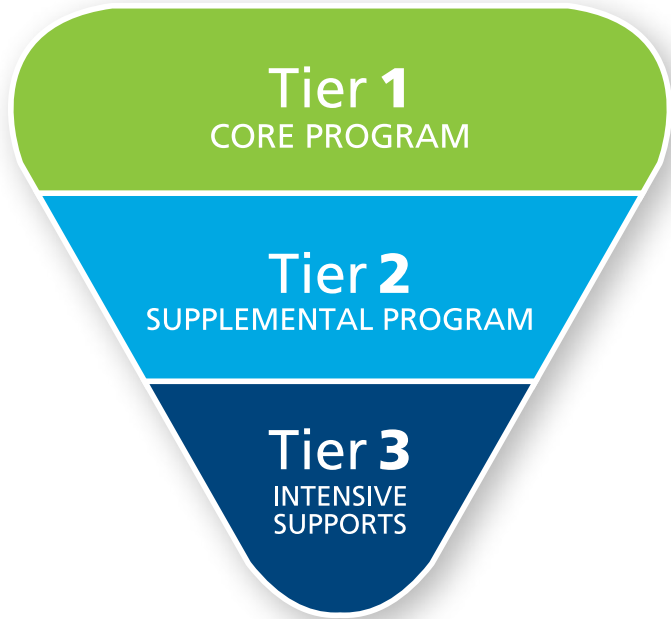 Tier 1
CORE PROGRAM
Tier 2
SUPPLEMENTAL PROGRAM
Tier 3
INTENSIVE
SUPPORTS